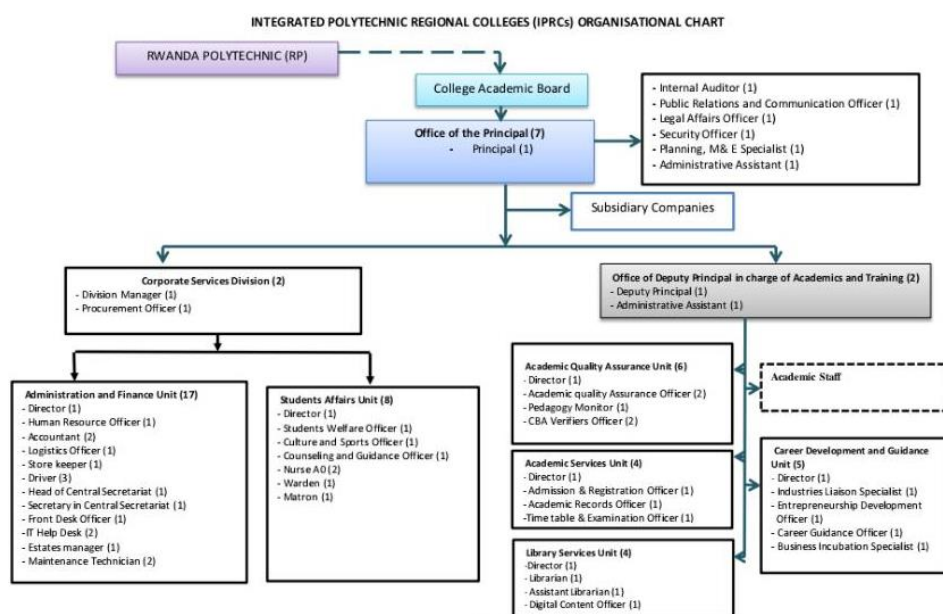 INTEGRATED POLYTECHNIC REGIONAL COLLEGES (IPRCs) ORGANISATIONAL CHART
RWANDA POLYTECHNIC (RP)
College Academic Board
Office of the Principal (7)
- Principal (1)
- Internal Auditor (1)
- Public Relations and Communication Officer (1)
- Legal Affairs Officer (1)
- Security Officer (1)
- Planning, M& E Specialist (1)
- Administrative Assistant (1)
Subsidiary Companies
Corporate Services Division (2)
- Division Manager (1)
- Procurement Officer (1)
Office of Deputy Principal in charge of Academics and Training (2)
- Deputy Principal (1)
- Administrative Assistant (1)
Administration and Finance Unit (17)
- Director (1)
- Human Resource Officer (1)
- Accountant (2)
- Logistics Officer (1)
- Store keeper (1)
- Driver (3)
- Head of Central Secretariat (1)
- Secretary in Central Secretariat (1)
- Front Desk Officer (1)
-IT Help Desk (2)
- Estates manager (1)
- Maintenance Technician (2)
Students Affairs Unit (8)
- Director (1)
- Students Welfare Officer (1)
- Culture and Sports Officer (1)
- Counseling and Guidance Officer (1)
- Nurse A0 (2)
- Warden (1)
- Matron (1)
Academic Quality Assurance Unit (6)
- Director (1)
- Academic quality Assurance Officer (2)
- Pedagogy Monitor (1)
- CBA Verifiers Officer (2)
Academic Staff
Academic Services Unit (4)
- Director (1)
- Admission & Registration Officer (1)
- Academic Records Officer (1)
-Time table & Examination Officer (1)
Career Development and Guidance
Unit (5)
- Director (1)
- Industries Liaison Specialist (1)
- Entrepreneurship Development
Officer (1)
- Career Guidance Officer (1)
- Business Incubation Specialist (1)
Library Services Unit (4)
-Director (1)
- Librarian (1)
- Assistant Librarian (1)
- Digital Content Officer (1)